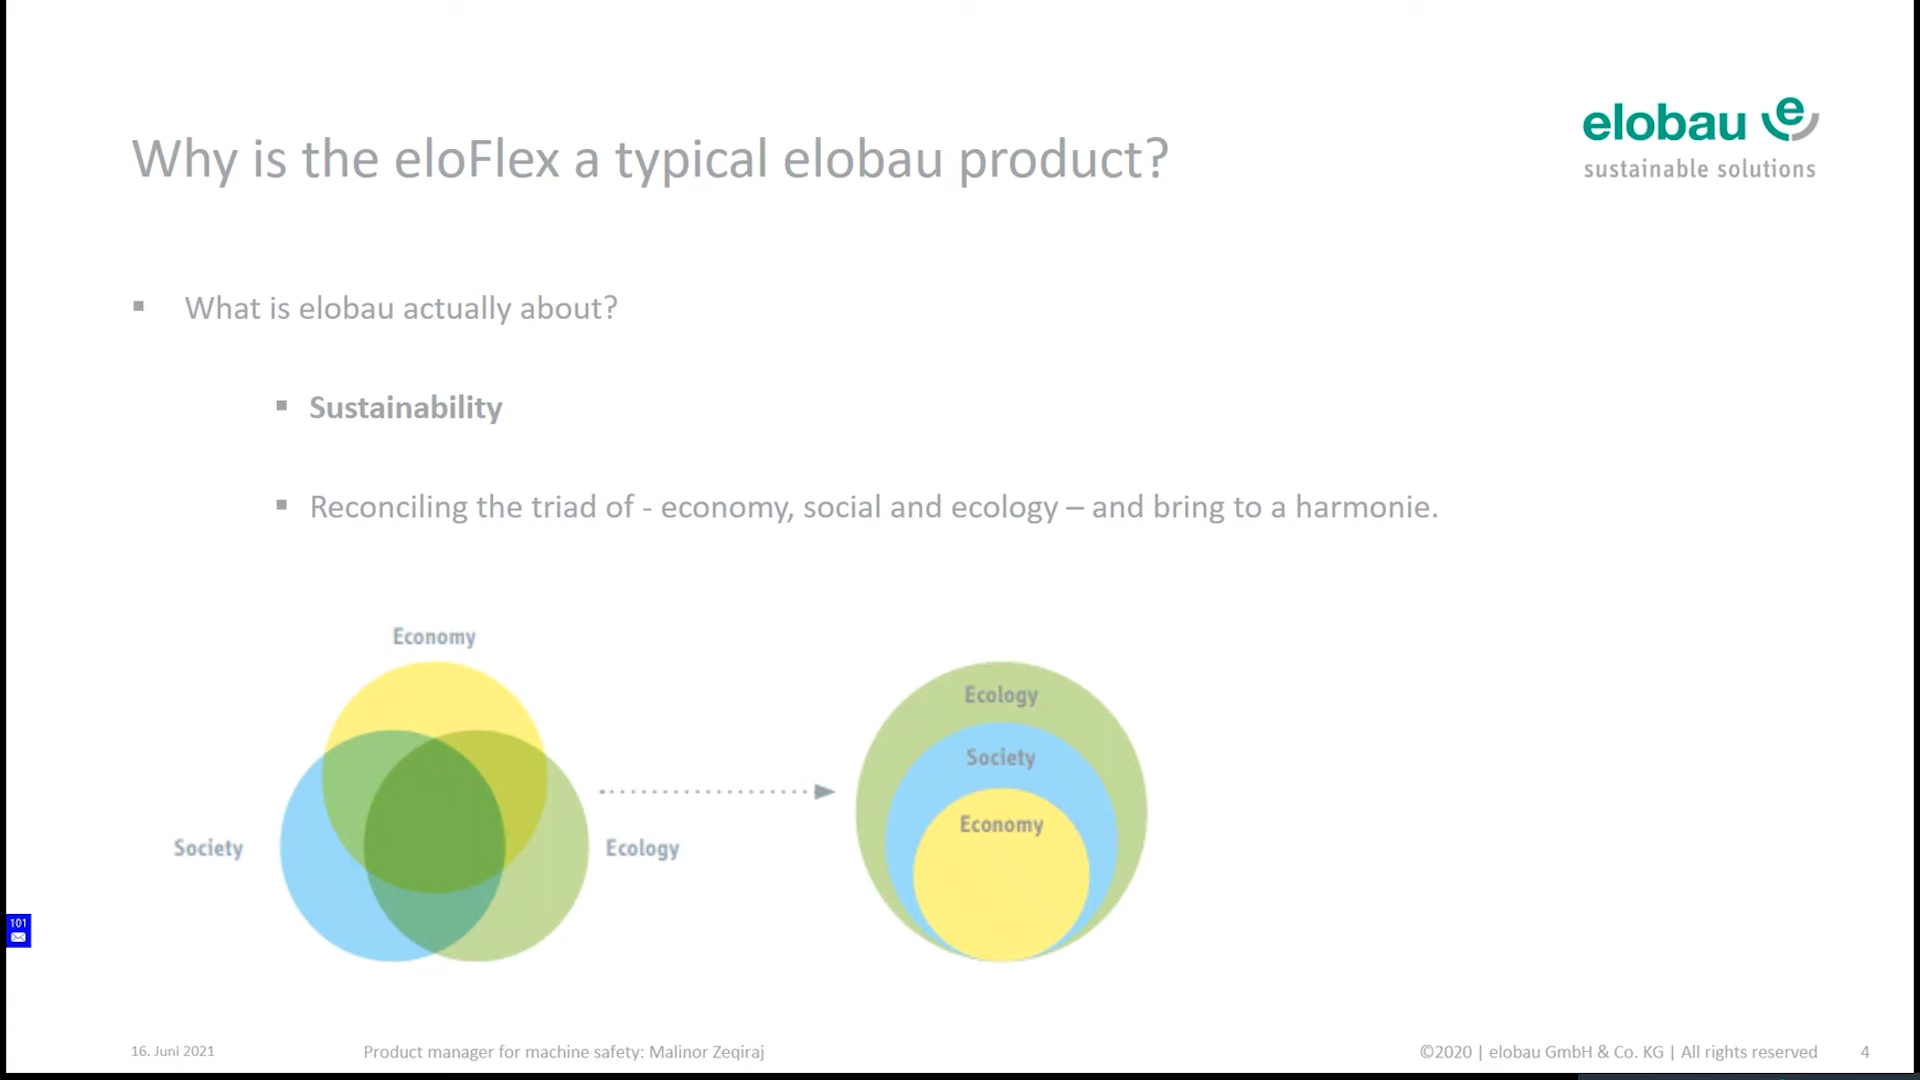 elobau e
sustainable solutions
Why is the eloFlex a typical elobau product?
▪ What is elobau actually about?
▪ Sustainability
▪ Reconciling the triad of - economy, social and ecology – and bring to a harmonie.
Economy
Society
Ecology
Ecology
Society
Economy
101
16. Juni 2021
Product manager for machine safety: Malinor Zeqiraj
©2020 | elobau GmbH & Co. KG | All rights reserved
4